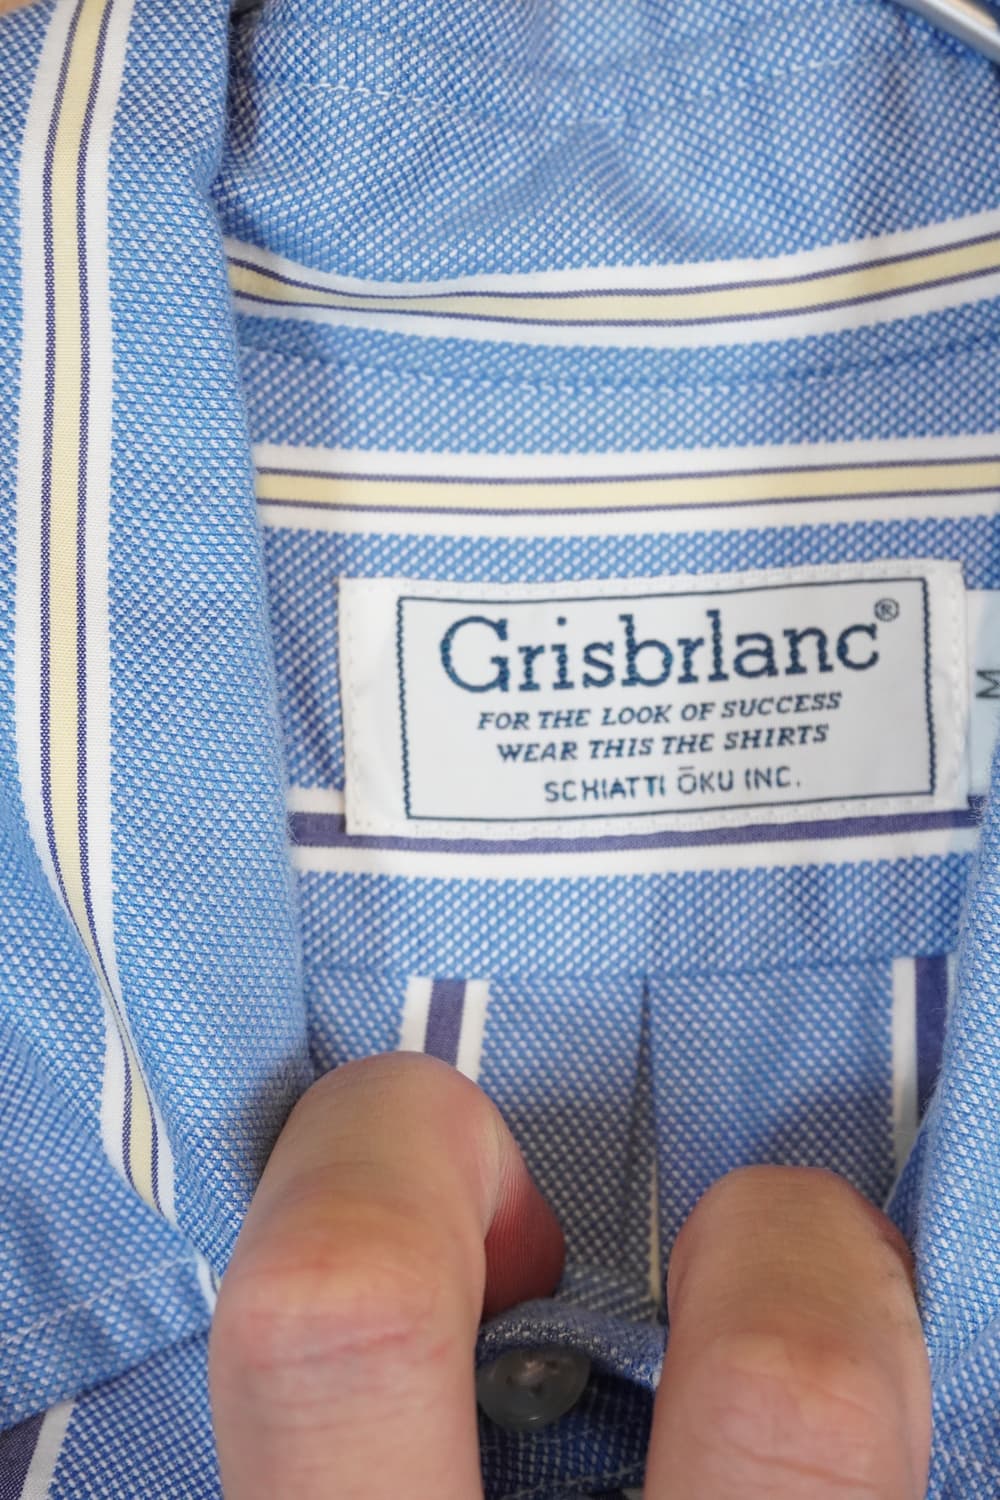 Grisbrlanc®
FOR THE LOOK OF SUCCESS
WEAR THIS THE SHIRTS
SCHIATTI ŌKU INC.
M